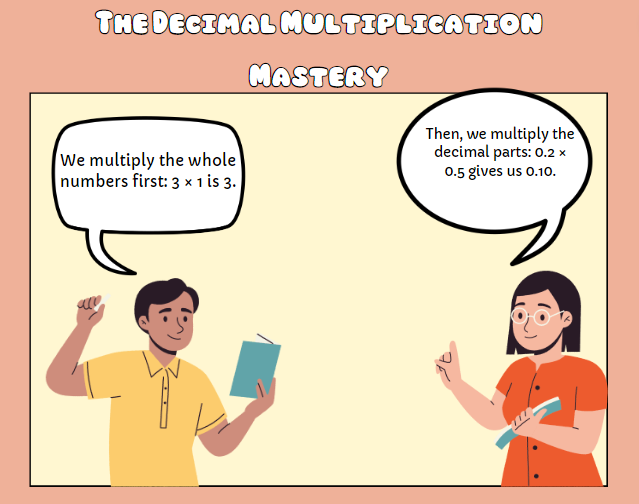 The Decimal Multiplication
Mastery
We multiply the whole
numbers first: 3 × 1 is 3.
Then, we multiply the
decimal parts: 0.2 ×
0.5 gives us 0.10.